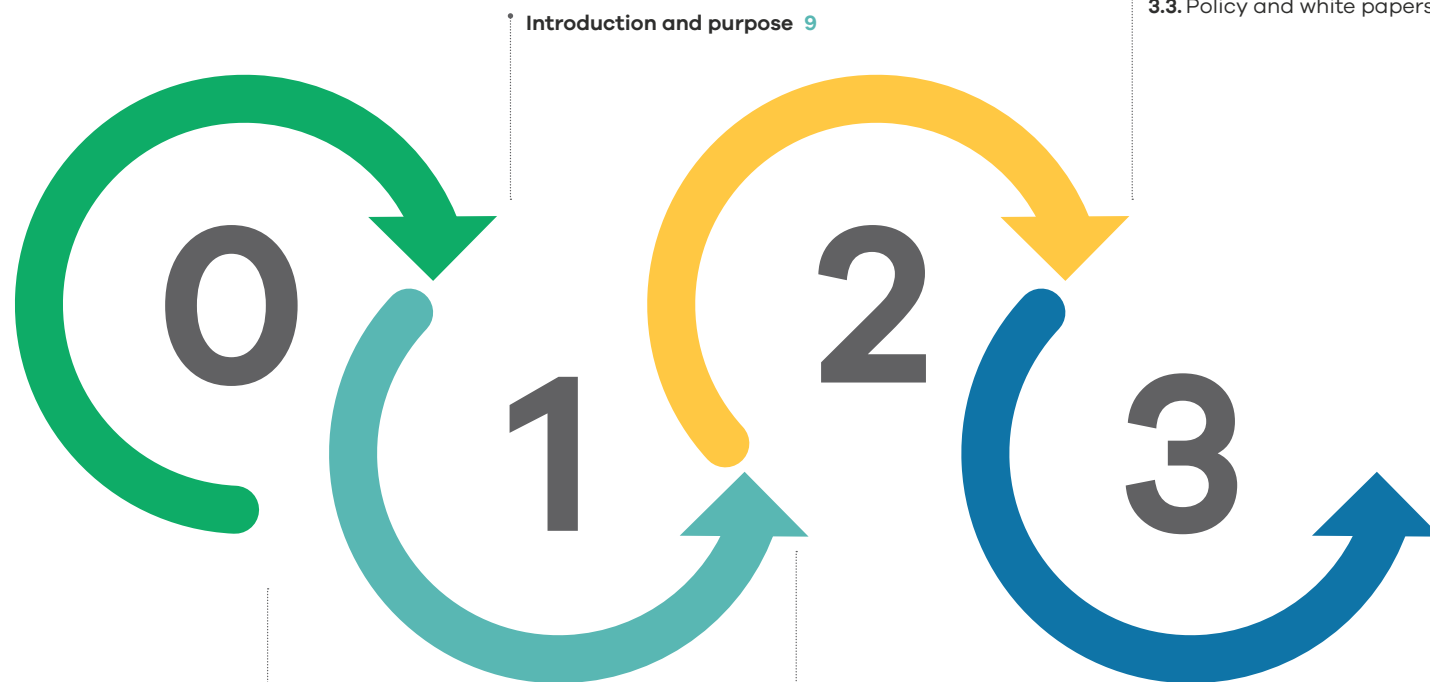 3.3. Policy and white papers
Introduction and purpose 9
0
2
1
3